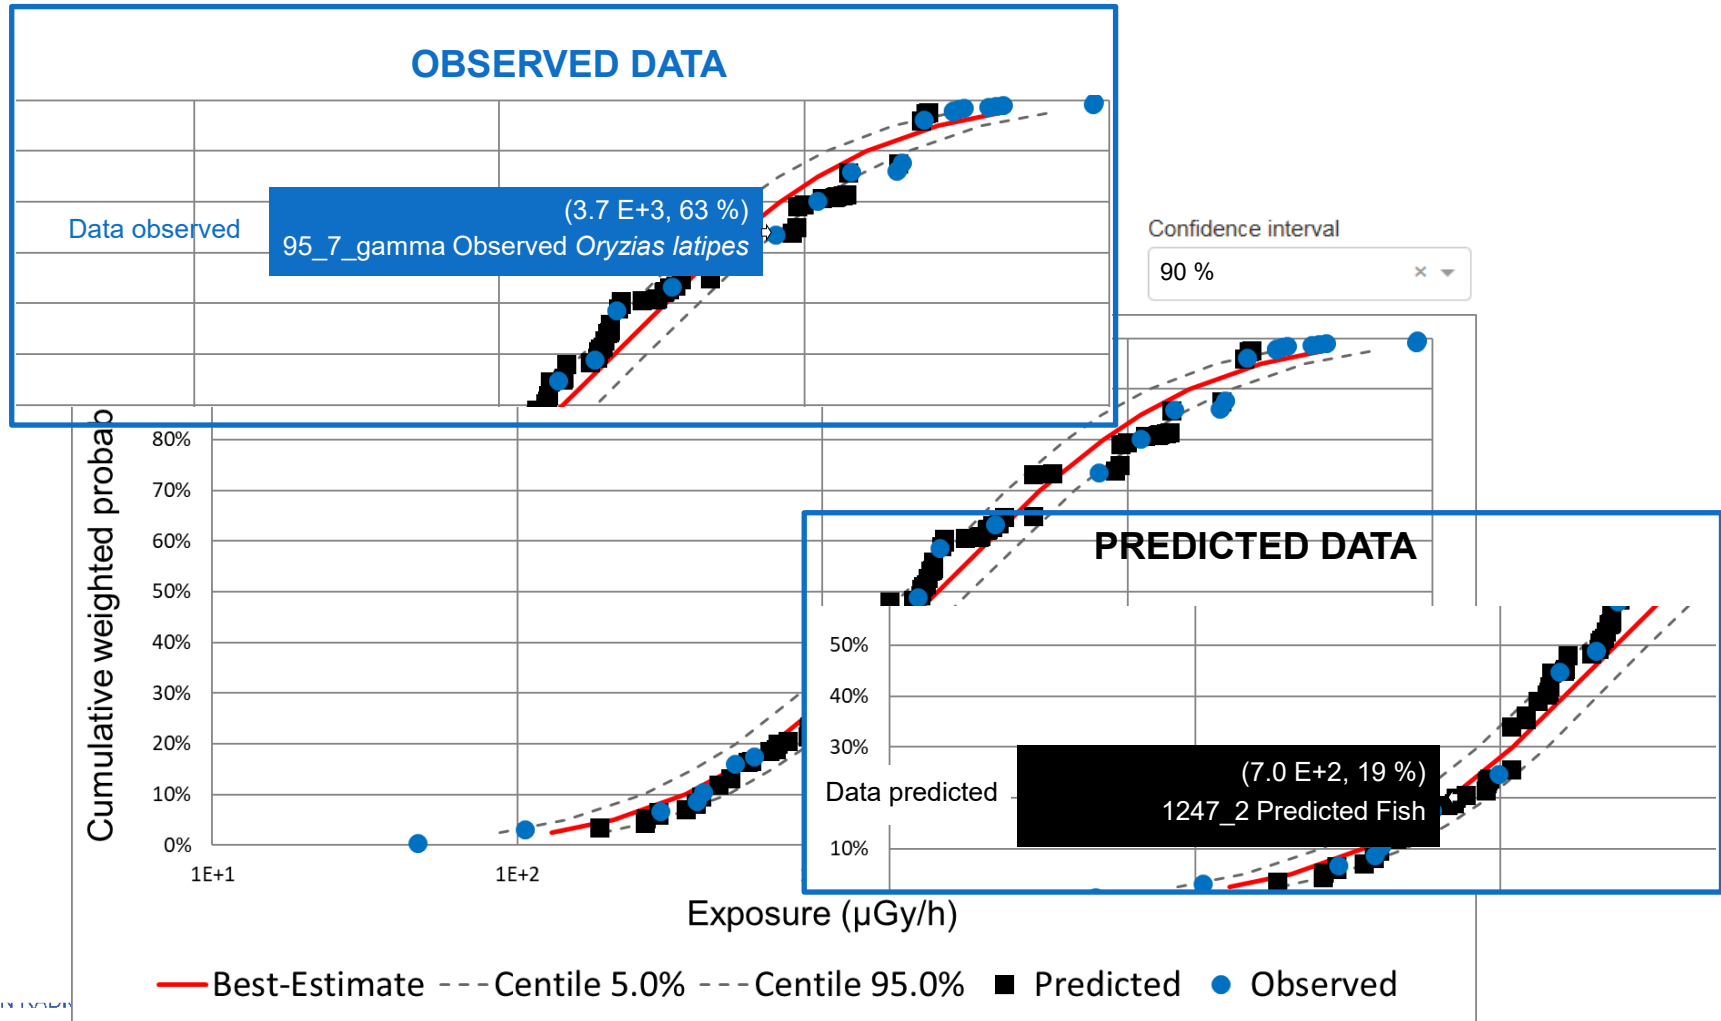 OBSERVED DATA
Data observed
(3.7 E+3, 63 %)
95_7_gamma Observed Oryzias latipes
Confidence interval
90 %
Cumulative weighted probab
80%
70%
60%
50%
40%
30%
20%
10%
0%
1E+1
1E+2
PREDICTED DATA
50%
40%
30%
10%
Data predicted
(7.0 E+2, 19 %)
1247_2 Predicted Fish
Exposure (µGy/h)
Best-Estimate
Centile 5.0%
Centile 95.0%
Predicted
Observed